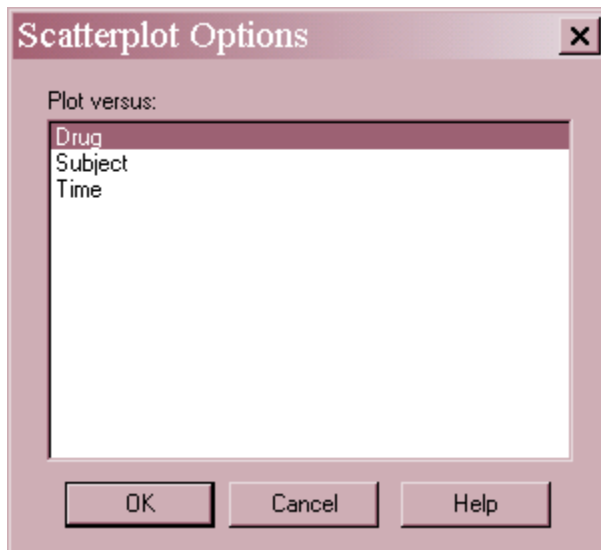 Scatterplot Options
Plot versus:
Drug
Subject
Time
OK Cancel Help